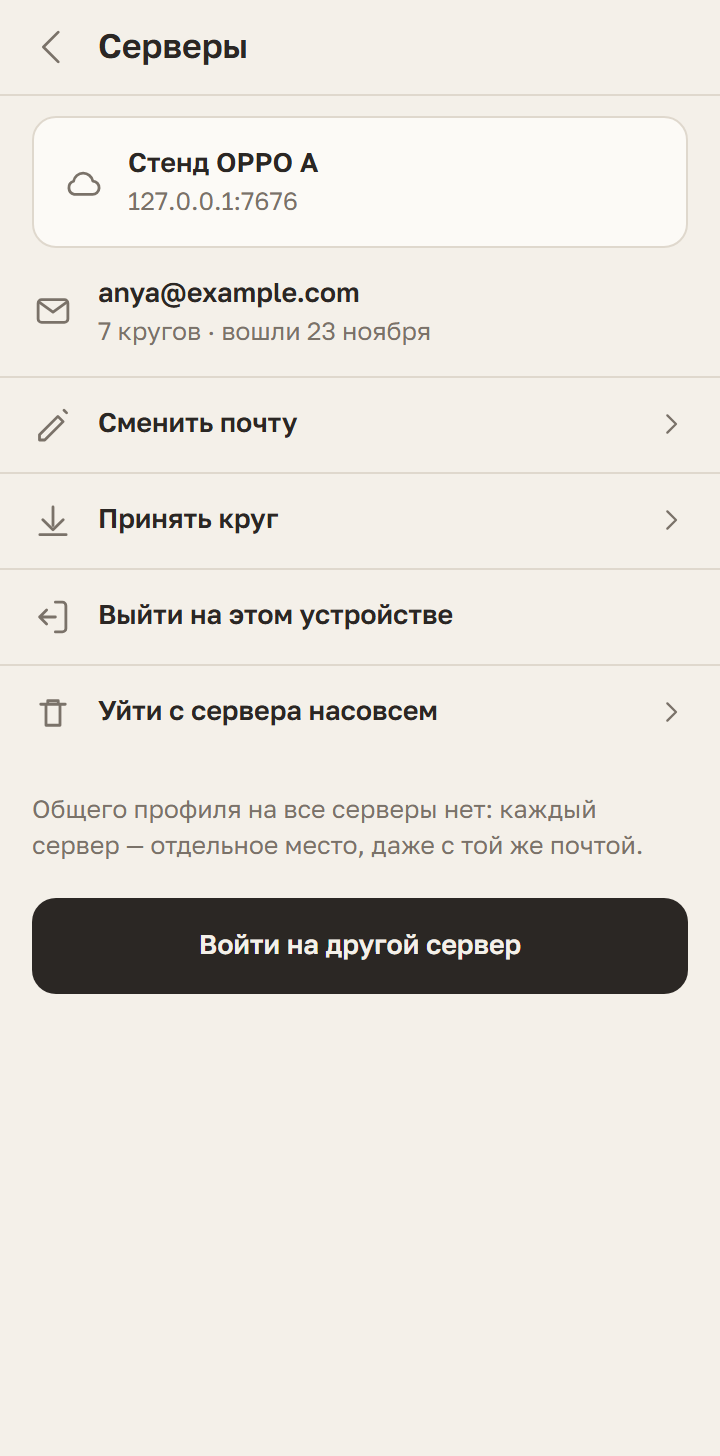 Серверы
Стенд OPPO A
127.0.0.1:7676
anya@example.com
7 кругов · вошли 23 ноября
Сменить почту
Принять круг
Выйти на этом устройстве
Уйти с сервера насовсем
Общего профиля на все серверы нет: каждый
сервер — отдельное место, даже с той же почтой.
Войти на другой сервер